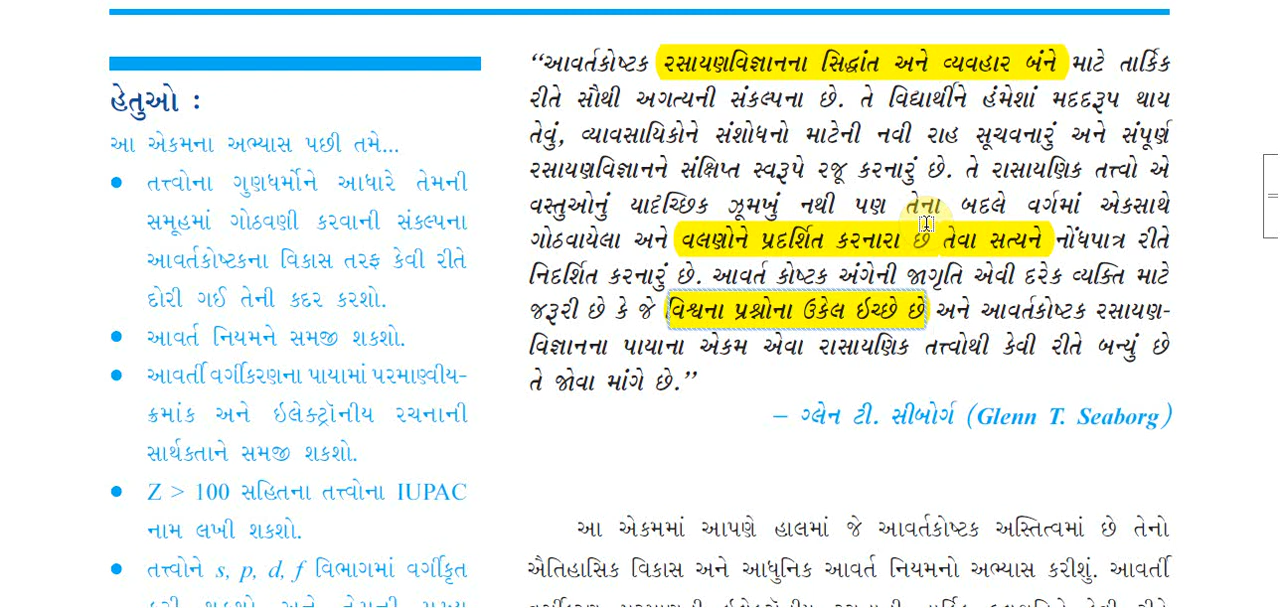 હેતુઓ :
આ એકમના અભ્યાસ પછી તમે...
● તત્ત્વોના ગુણધર્મોને આધારે તેમની
સમૂહમાં ગોઠવણી કરવાની સંકલ્પના
આવર્તકોષ્ટકના વિકાસ તરફ કેવી રીતે
દોરી ગઈ તેની કદર કરશો.
● આવર્ત નિયમને સમજી શકશો.
● આવર્તી વર્ગીકરણના પાયામાં પરમાણ્વીય-
ક્રમાંક અને ઇલેક્ટ્રૉનીય રચનાની
સાર્થકતાને સમજી શકશો.
● Z > 100 સહિતના તત્ત્વોના IUPAC
નામ લખી શકશો.
● તત્ત્વોને s, p, d, f વિભાગમાં વર્ગીકૃત
“આવર્તકોષ્ટક રસાયણવિજ્ઞાનના સિદ્ધાંત અને વ્યવહાર બંને માટે તાર્કિક
રીતે સૌથી અગત્યની સંકલ્પના છે. તે વિદ્યાર્થીને હંમેશાં મદદરૂપ થાય
તેવું, વ્યાવસાયિકોને સંશોધનો માટેની નવી રાહ સૂચવનારું અને સંપૂર્ણ
રસાયણવિજ્ઞાનને સંક્ષિપ્ત સ્વરૂપે રજૂ કરનારું છે. તે રાસાયણિક તત્ત્વો એ
વસ્તુઓનું યાદૃચ્છિક ઝૂમખું નથી પણ તેના બદલે વર્ગમાં એકસાથે
ગોઠવાયેલા અને વલણોને પ્રદર્શિત કરનારા છે તેવા સત્યને નોંધપાત્ર રીતે
નિદર્શિત કરનારું છે. આવર્ત કોષ્ટક અંગેની જાગૃતિ એવી દરેક વ્યક્તિ માટે
જરૂરી છે કે જે વિશ્વના પ્રશ્નોના ઉકેલ ઇચ્છે છે અને આવર્તકોષ્ટક રસાયણ-
વિજ્ઞાનના પાયાના એકમ એવા રાસાયણિક તત્ત્વોથી કેવી રીતે બન્યું છે
તે જોવા માંગે છે.”
– ગ્લેન ટી. સીબોર્ગ (Glenn T. Seaborg)
આ એકમમાં આપણે હાલમાં જે આવર્તકોષ્ટક અસ્તિત્વમાં છે તેનો
ઐતિહાસિક વિકાસ અને આધુનિક આવર્ત નિયમનો અભ્યાસ કરીશું. આવર્તી